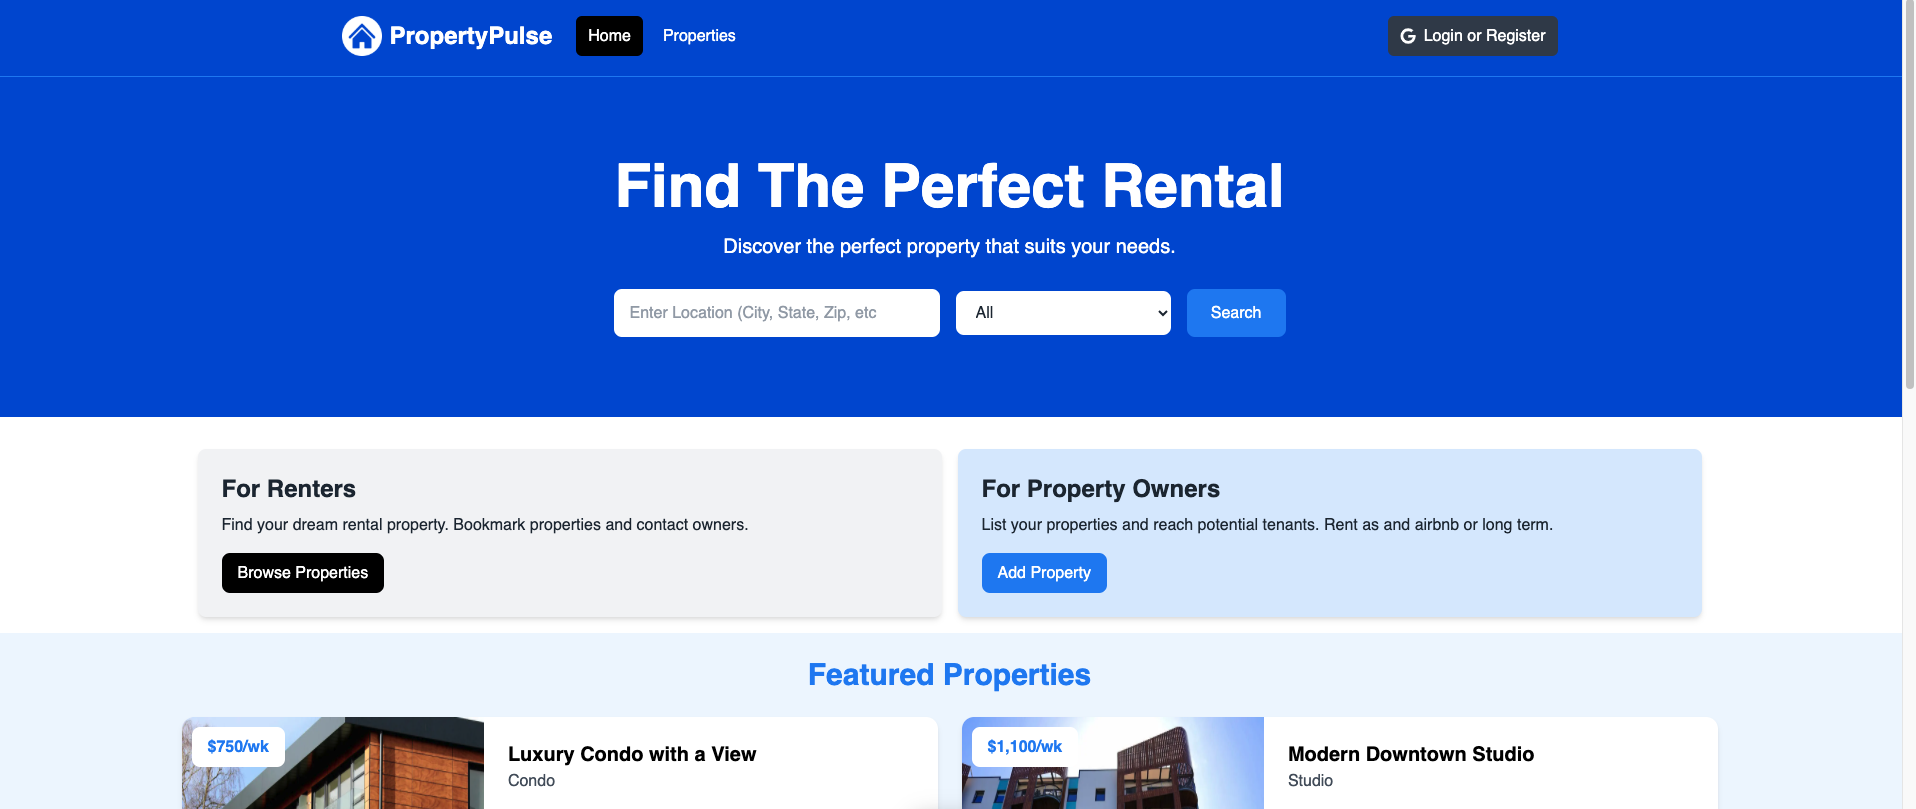 PropertyPulse
Home
Properties
Login or Register
Find The Perfect Rental
Discover the perfect property that suits your needs.
Enter Location (City, State, Zip, etc
All
Search
For Renters
Find your dream rental property. Bookmark properties and contact owners.
Browse Properties
For Property Owners
List your properties and reach potential tenants. Rent as and airbnb or long term.
Add Property
Featured Properties
$750/wk
Luxury Condo with a View
Condo
$1,100/wk
Modern Downtown Studio
Studio